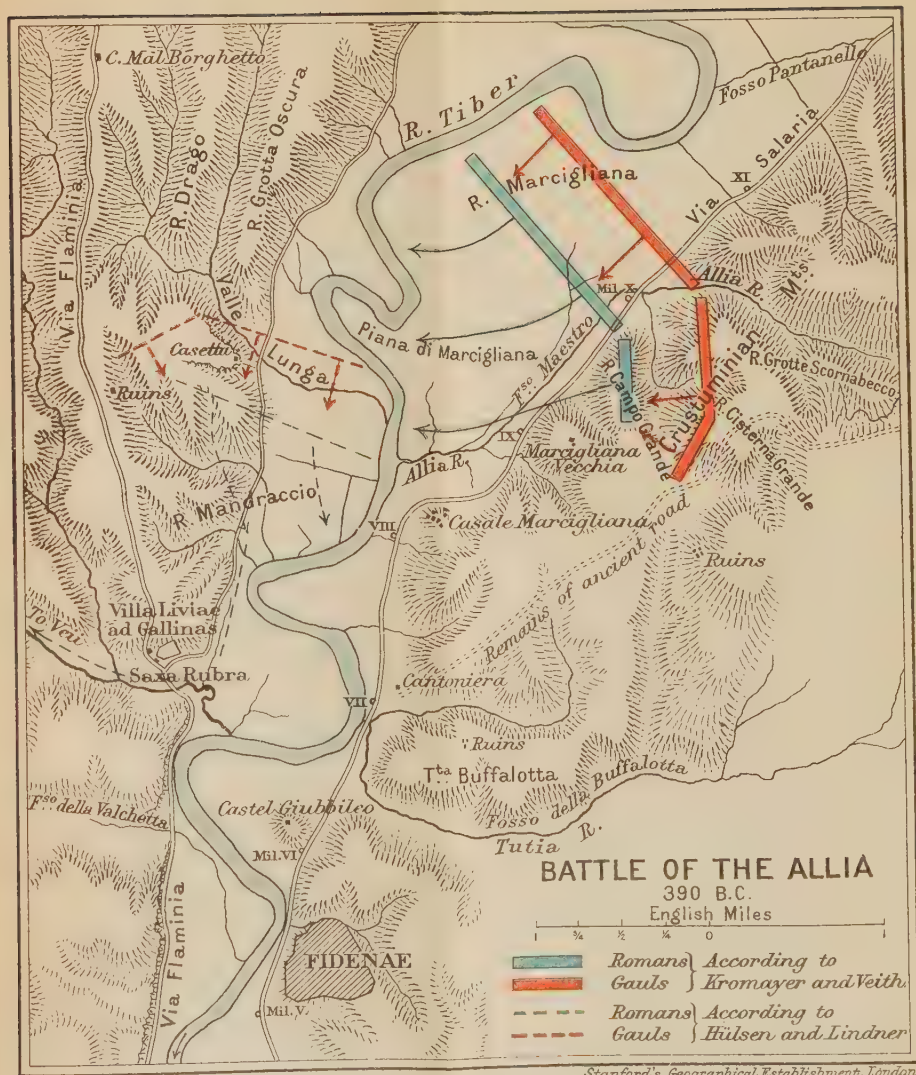 C. Mal Borghetto
R. TIBER
Fosso Pantanello
Via Flaminia
R. Drago
R. Grotta Oscura
Via Salaria
XI
R. Marcigliana
Valle
Lunga
Casetta
Ruins
Piana di Marcigliana
Mil. X.
Allia R.
Crustuminian
Mts.
R. Grotte Scornabecco
Fso. Maestro
R. Campo Grande
R. Cisterna Grande
IX
Marcigliana
Vecchia
Allia R.
R. Mandraccio
VIII
Casale Marcigliana
Remains of ancient road
Ruins
Villa Liviae
ad Gallinas
To Veii
Saxa Rubra
VII
Cantoniera
Ruins
Tta. Buffalotta
Fosso della Buffalotta
Tutia R.
Fso. della Valchetta
Castel Giubbileo
Mil. VI
Via Flaminia
FIDENAE
Mil. V.
BATTLE OF THE ALLIA
390 B.C.
English Miles
1 ¾ ½ ¼ 0 1
Romans } According to
Gauls } Kromayer and Veith.
Romans } According to
Gauls } Hülsen and Lindner
Stanford's Geographical Establishment, London